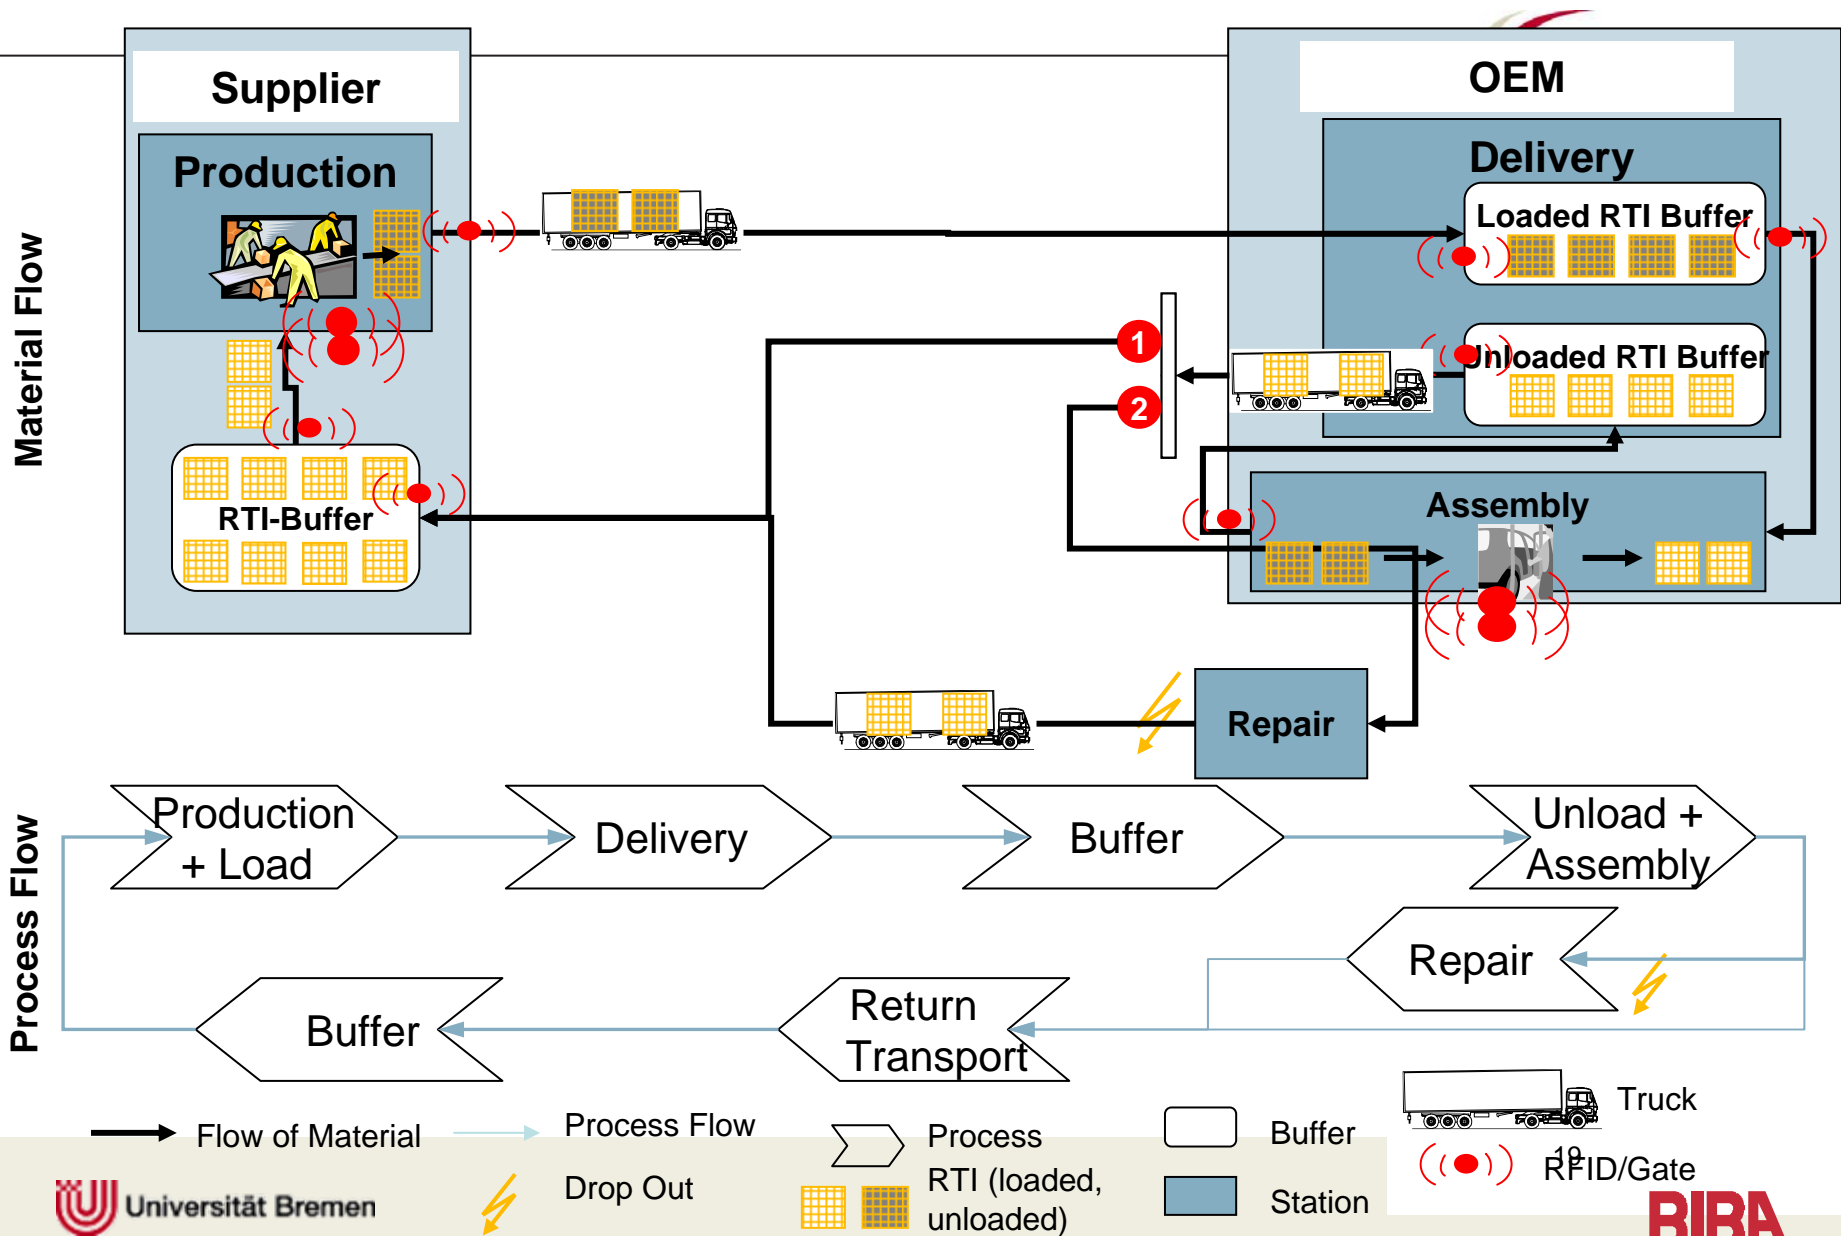 Supplier
OEM
Production
Delivery
Loaded RTI Buffer
Unloaded RTI Buffer
1
2
Material Flow
RTI-Buffer
Assembly
Repair
Process Flow
Production
+ Load
Delivery
Buffer
Unload +
Assembly
Repair
Buffer
Return
Transport
Flow of Material
Process Flow
Process
Buffer
Truck
Drop Out
RTI (loaded,
unloaded)
Station
RFID/Gate
19
Universität Bremen
BIBA